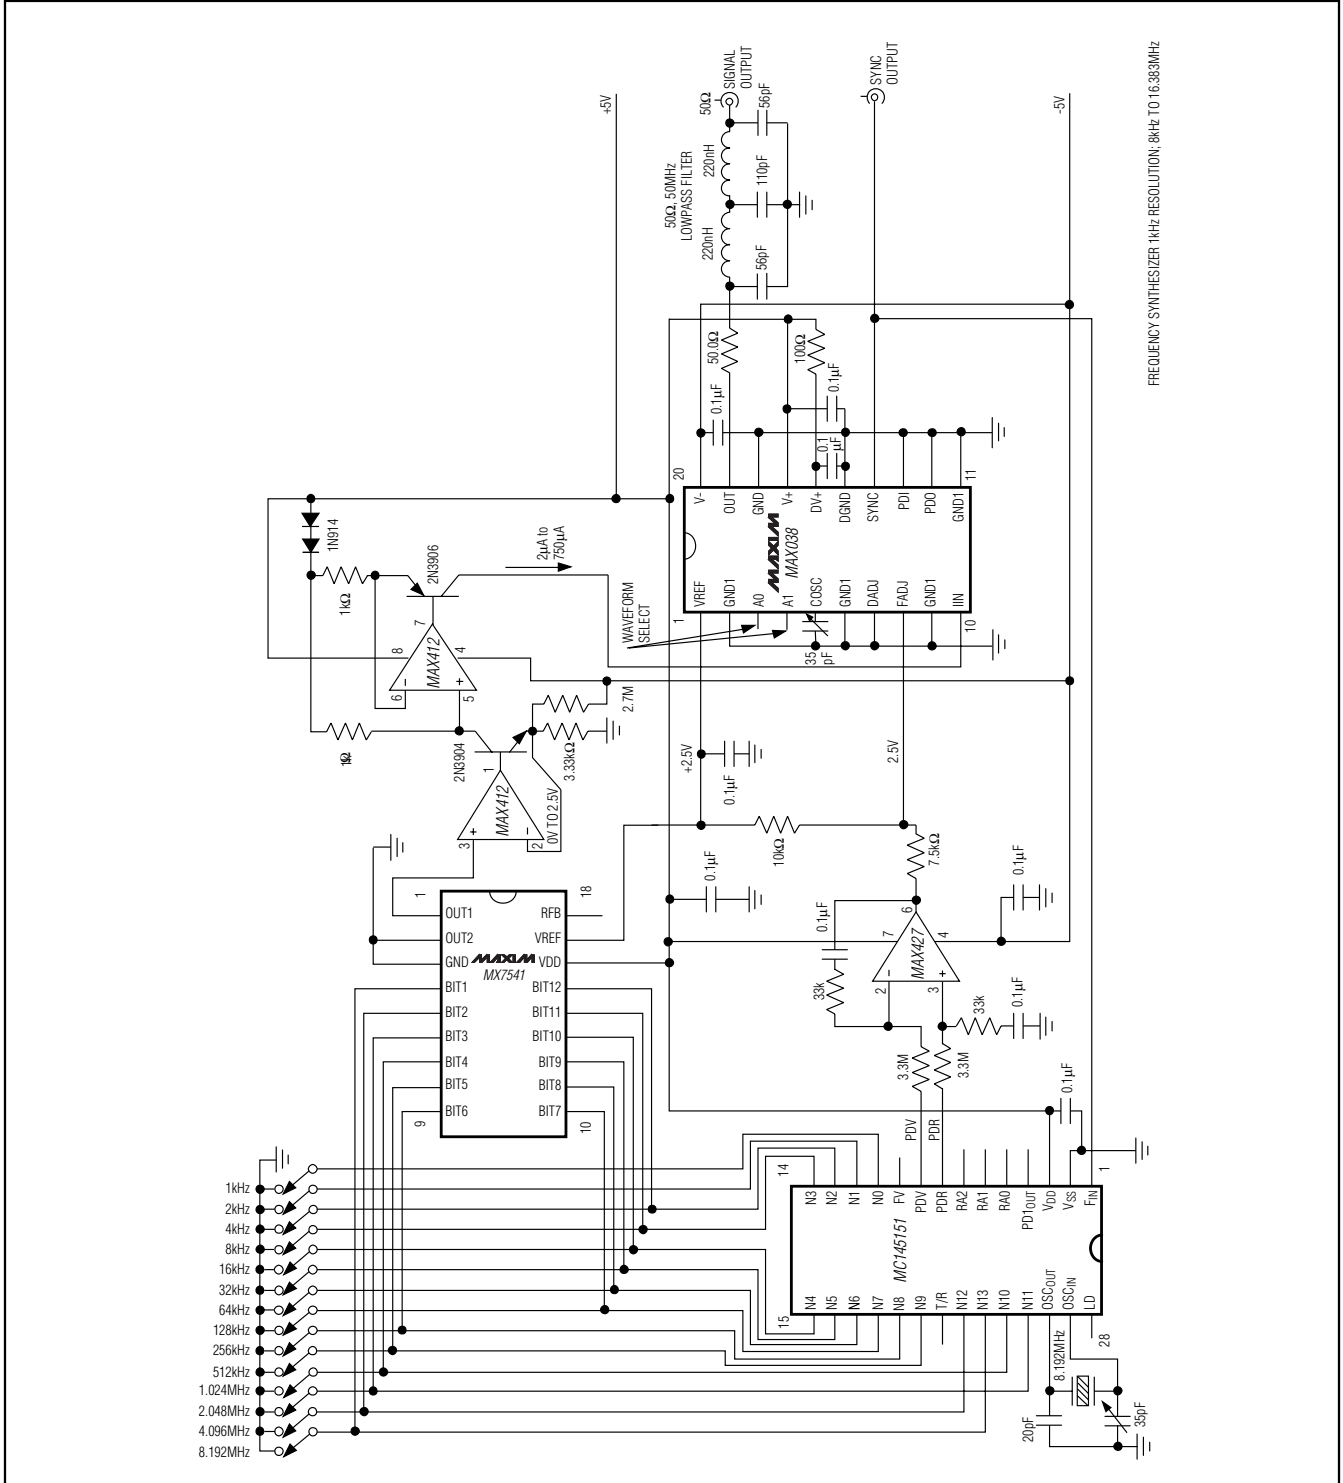 50Ω
SIGNAL
OUTPUT
SYNC
OUTPUT
+5V
-5V
56pF
110pF
56pF
220nH
220nH
50Ω, 50MHz
LOWPASS FILTER
FREQUENCY SYNTHESIZER 1kHz RESOLUTION; 8kHz TO 16.383MHz
50.0Ω
100Ω
0.1µF
0.1µF
0.1
µF
20
11
V-
OUT
GND
V+
DV+
DGND
SYNC
PDI
PDO
GND1
MAXIM
MAX038
VREF
GND1
A0
A1
COSC
GND1
DADJ
FADJ
GND1
IIN
1
10
WAVEFORM
SELECT
35
pF
1N914
2N3906
2µA to
750µA
1kΩ
7
8
4
MAX412
6
5
-
+
2.7M
3.33kΩ
2N3904
1
MAX412
3
2
+
-
0V TO 2.5V
+2.5V
0.1µF
2.5V
10kΩ
7.5kΩ
0.1µF
0.1µF
0.1µF
33k
6
7
4
MAX427
2
3
-
+
33k
0.1µF
3.3M
3.3M
0.1µF
PDV
PDR
1
18
OUT1
OUT2
GND
BIT1
BIT2
BIT3
BIT4
BIT5
BIT6
RFB
VREF
VDD
BIT12
BIT11
BIT10
BIT9
BIT8
BIT7
MAXIM
MX7541
9
10
14
1
N3
N2
N1
N0
FV
PDV
PDR
RA2
RA1
RA0
PD1OUT
VDD
VSS
FIN
MC145151
N4
N5
N6
N7
N8
N9
T/R
N12
N13
N10
N11
OSCOUT
OSCIN
LD
15
28
8.192MHz
20pF
35pF
1kHz
2kHz
4kHz
8kHz
16kHz
32kHz
64kHz
128kHz
256kHz
512kHz
1.024MHz
2.048MHz
4.096MHz
8.192MHz